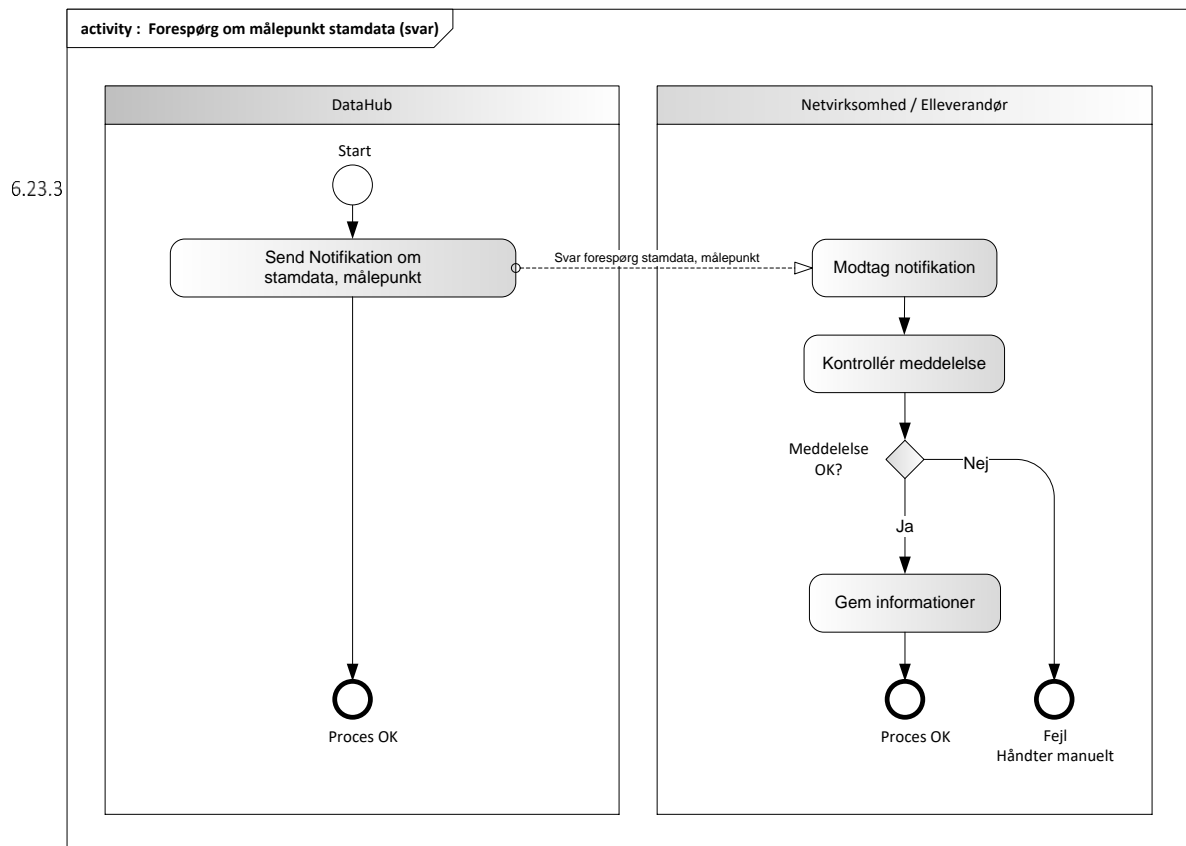 activity : Forespørg om målepunkt stamdata (svar)
DataHub
Netvirksomhed / Elleverandør
6.23.3
Start
Send Notifikation om
stamdata, målepunkt
Svar forespørg stamdata, målepunkt
Modtag notifikation
Kontrollér meddelelse
Meddelelse
OK?
Nej
Ja
Gem informationer
Proces OK
Proces OK
Fejl
Håndter manuelt